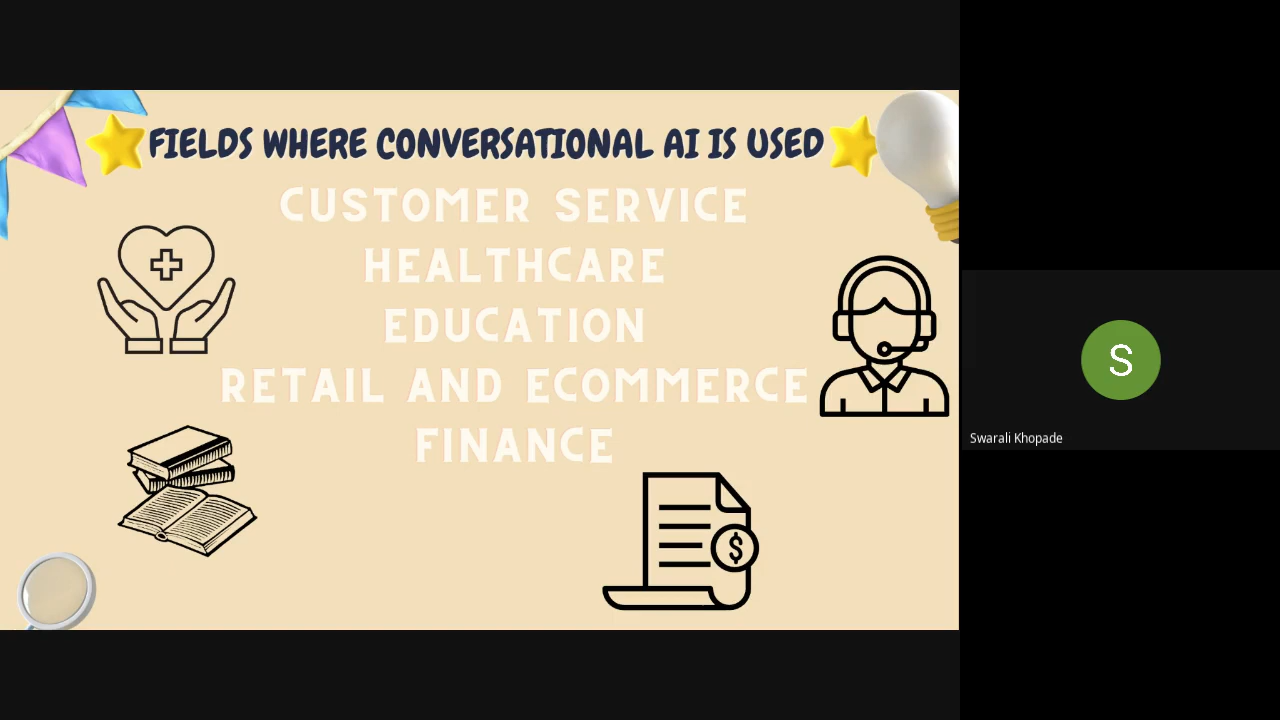 FIELDS WHERE CONVERSATIONAL AI IS USED
CUSTOMER SERVICE
HEALTHCARE
EDUCATION
RETAIL AND ECOMMERCE
FINANCE
$
S
Swarali Khopade